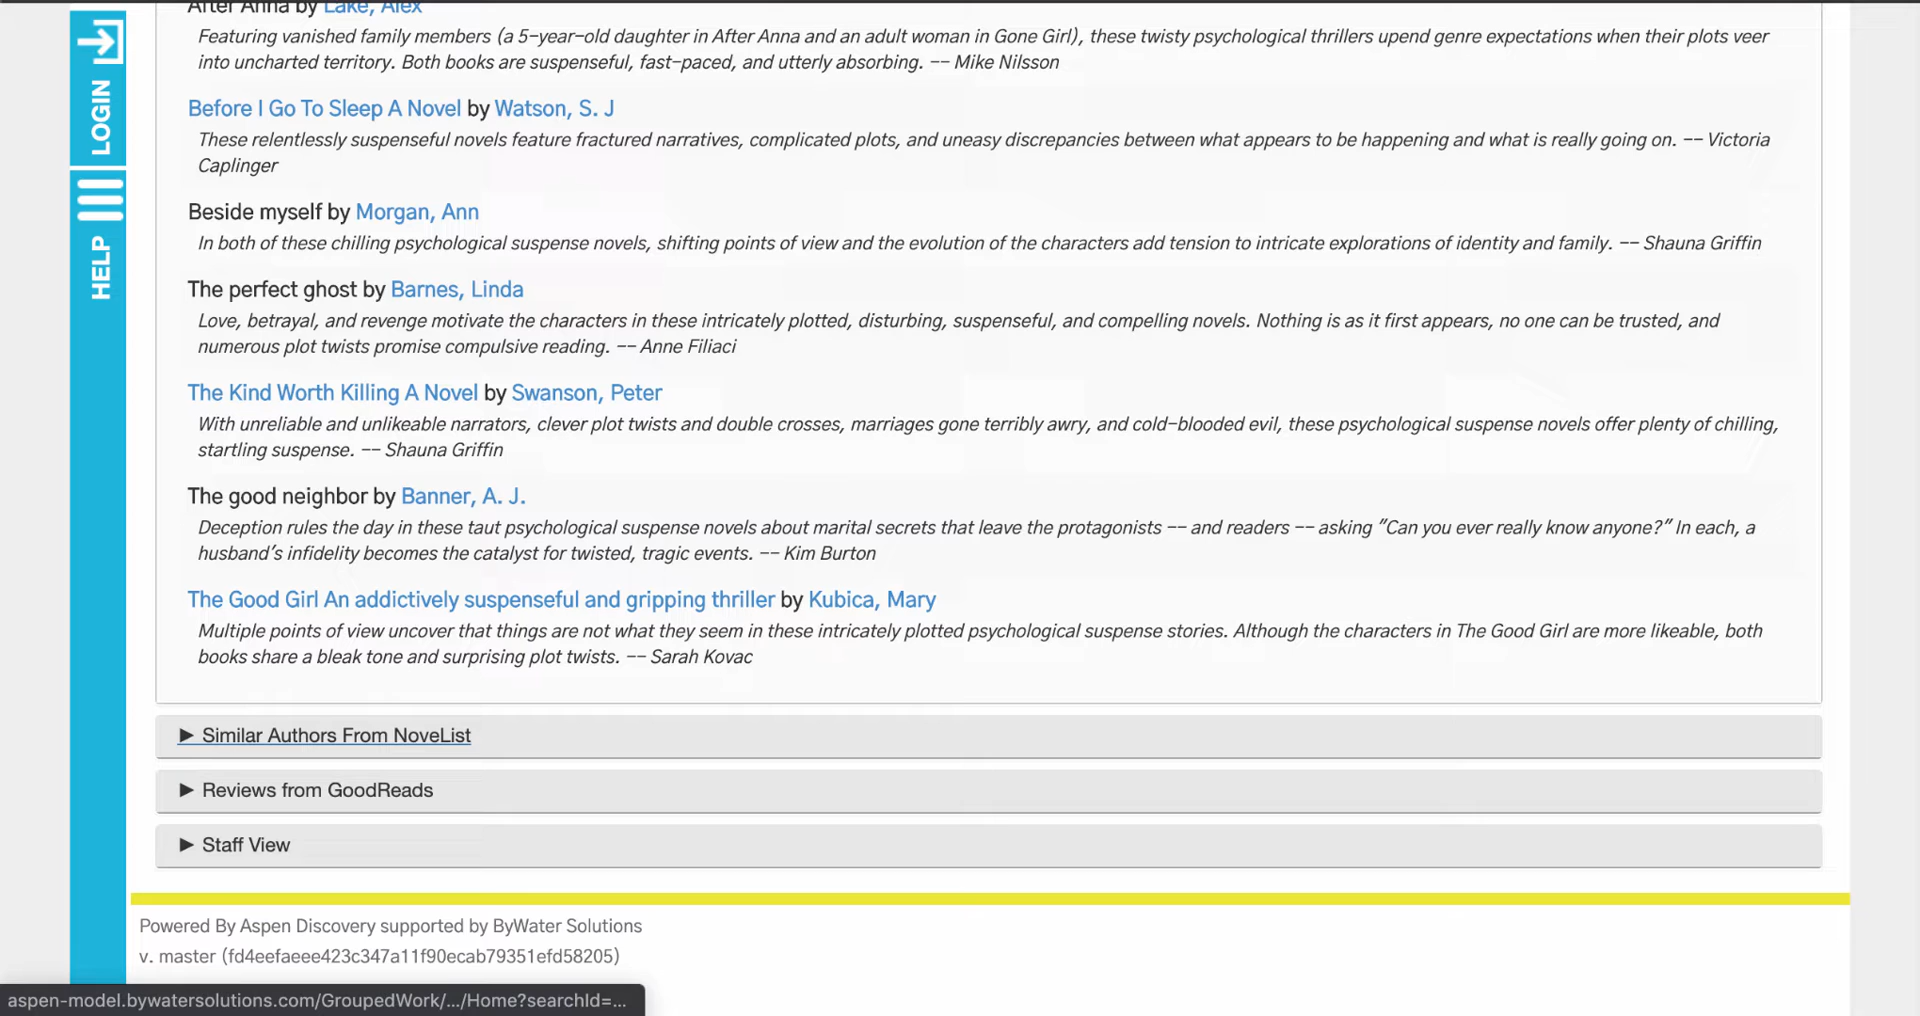 After Anna by Lake, Alex
Featuring vanished family members (a 5-year-old daughter in After Anna and an adult woman in Gone Girl), these twisty psychological thrillers upend genre expectations when their plots veer
into uncharted territory. Both books are suspenseful, fast-paced, and utterly absorbing. -- Mike Nilsson
Before I Go To Sleep A Novel by Watson, S. J
These relentlessly suspenseful novels feature fractured narratives, complicated plots, and uneasy discrepancies between what appears to be happening and what is really going on. -- Victoria
Caplinger
Beside myself by Morgan, Ann
In both of these chilling psychological suspense novels, shifting points of view and the evolution of the characters add tension to intricate explorations of identity and family. -- Shauna Griffin
The perfect ghost by Barnes, Linda
Love, betrayal, and revenge motivate the characters in these intricately plotted, disturbing, suspenseful, and compelling novels. Nothing is as it first appears, no one can be trusted, and
numerous plot twists promise compulsive reading. -- Anne Filiaci
The Kind Worth Killing A Novel by Swanson, Peter
With unreliable and unlikeable narrators, clever plot twists and double crosses, marriages gone terribly awry, and cold-blooded evil, these psychological suspense novels offer plenty of chilling,
startling suspense. -- Shauna Griffin
The good neighbor by Banner, A. J.
Deception rules the day in these taut psychological suspense novels about marital secrets that leave the protagonists -- and readers -- asking "Can you ever really know anyone?" In each, a
husband's infidelity becomes the catalyst for twisted, tragic events. -- Kim Burton
The Good Girl An addictively suspenseful and gripping thriller by Kubica, Mary
Multiple points of view uncover that things are not what they seem in these intricately plotted psychological suspense stories. Although the characters in The Good Girl are more likeable, both
books share a bleak tone and surprising plot twists. -- Sarah Kovac
LOGIN
HELP
► Similar Authors From NoveList
► Reviews from GoodReads
► Staff View
Powered By Aspen Discovery supported by ByWater Solutions
v. master (fd4eefaeee423c347a11f90ecab79351efd58205)
aspen-model.bywatersolutions.com/GroupedWork/.../Home?searchId=...